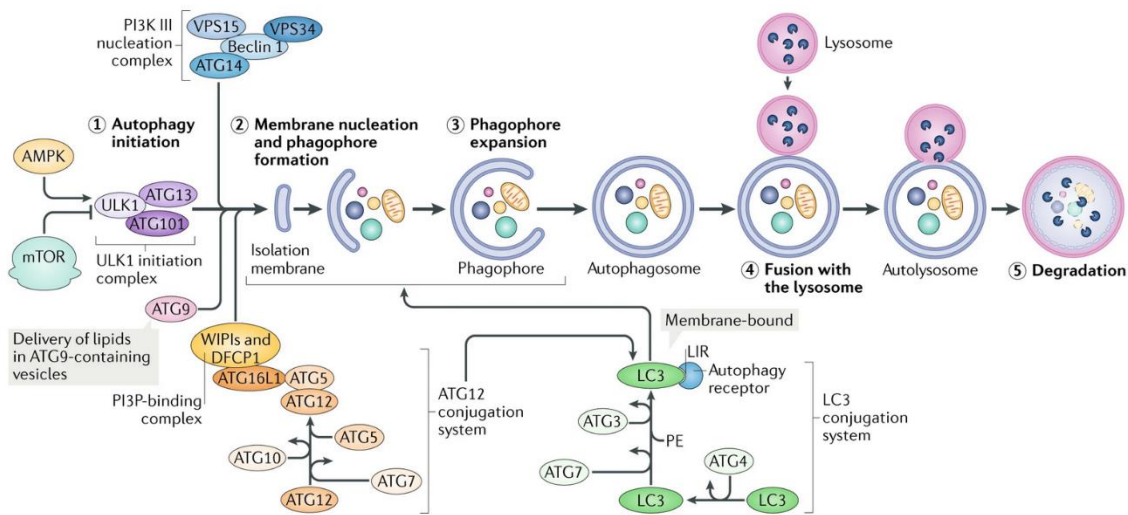 PI3K III
nucleation
complex
VPS15
VPS34
Beclin 1
ATG14
Lysosome
① Autophagy
initiation
② Membrane nucleation
and phagophore
formation
③ Phagophore
expansion
AMPK
ULK1
ATG13
ATG101
mTOR
ULK1 initiation
complex
Isolation
membrane
Phagophore
Autophagosome
④ Fusion with
the lysosome
Autolysosome
⑤ Degradation
ATG9
Delivery of lipids
in ATG9-containing
vesicles
WIPIs and
DFCP1
ATG16L1
ATG5
ATG12
PI3P-binding
complex
ATG5
ATG10
ATG7
ATG12
ATG12
conjugation
system
Membrane-bound
LIR
LC3
Autophagy
receptor
LC3
conjugation
system
ATG3
PE
ATG7
ATG4
LC3
LC3